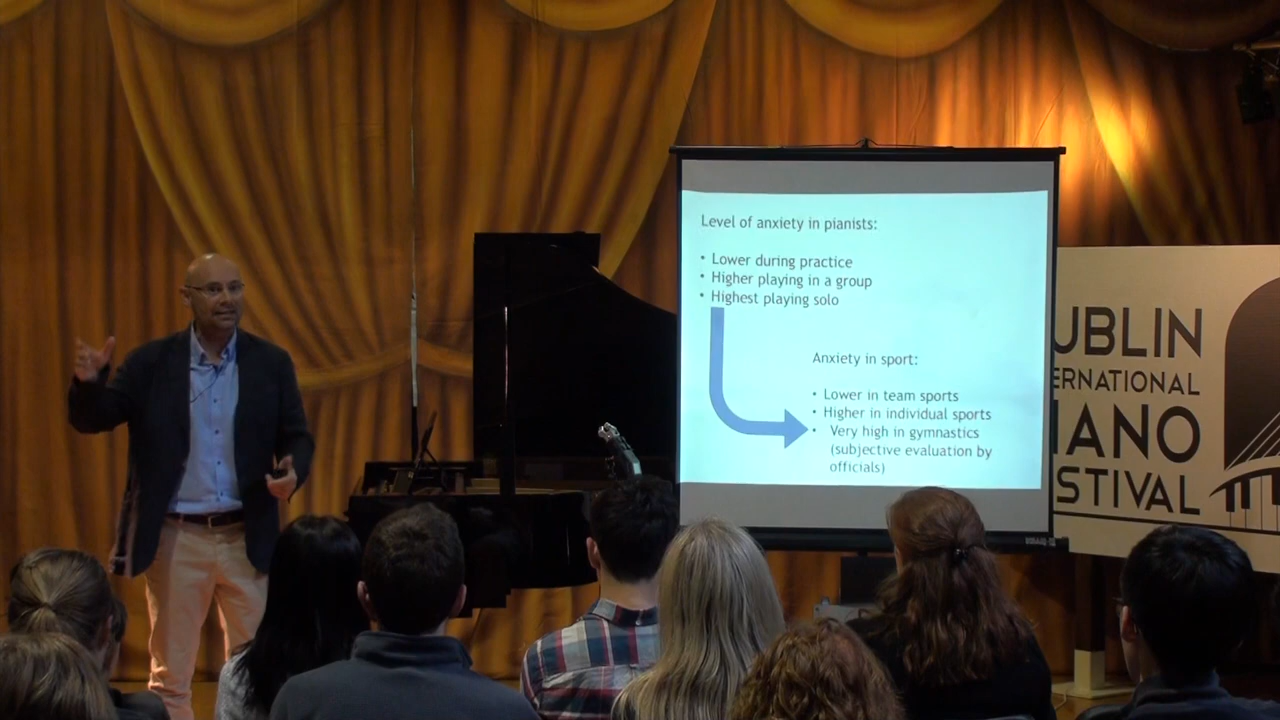 Level of anxiety in pianists:
• Lower during practice
• Higher playing in a group
• Highest playing solo
Anxiety in sport:
• Lower in team sports
• Higher in individual sports
• Very high in gymnastics
(subjective evaluation by
officials)
UBLIN
ERNATIONAL
IANO
STIVAL